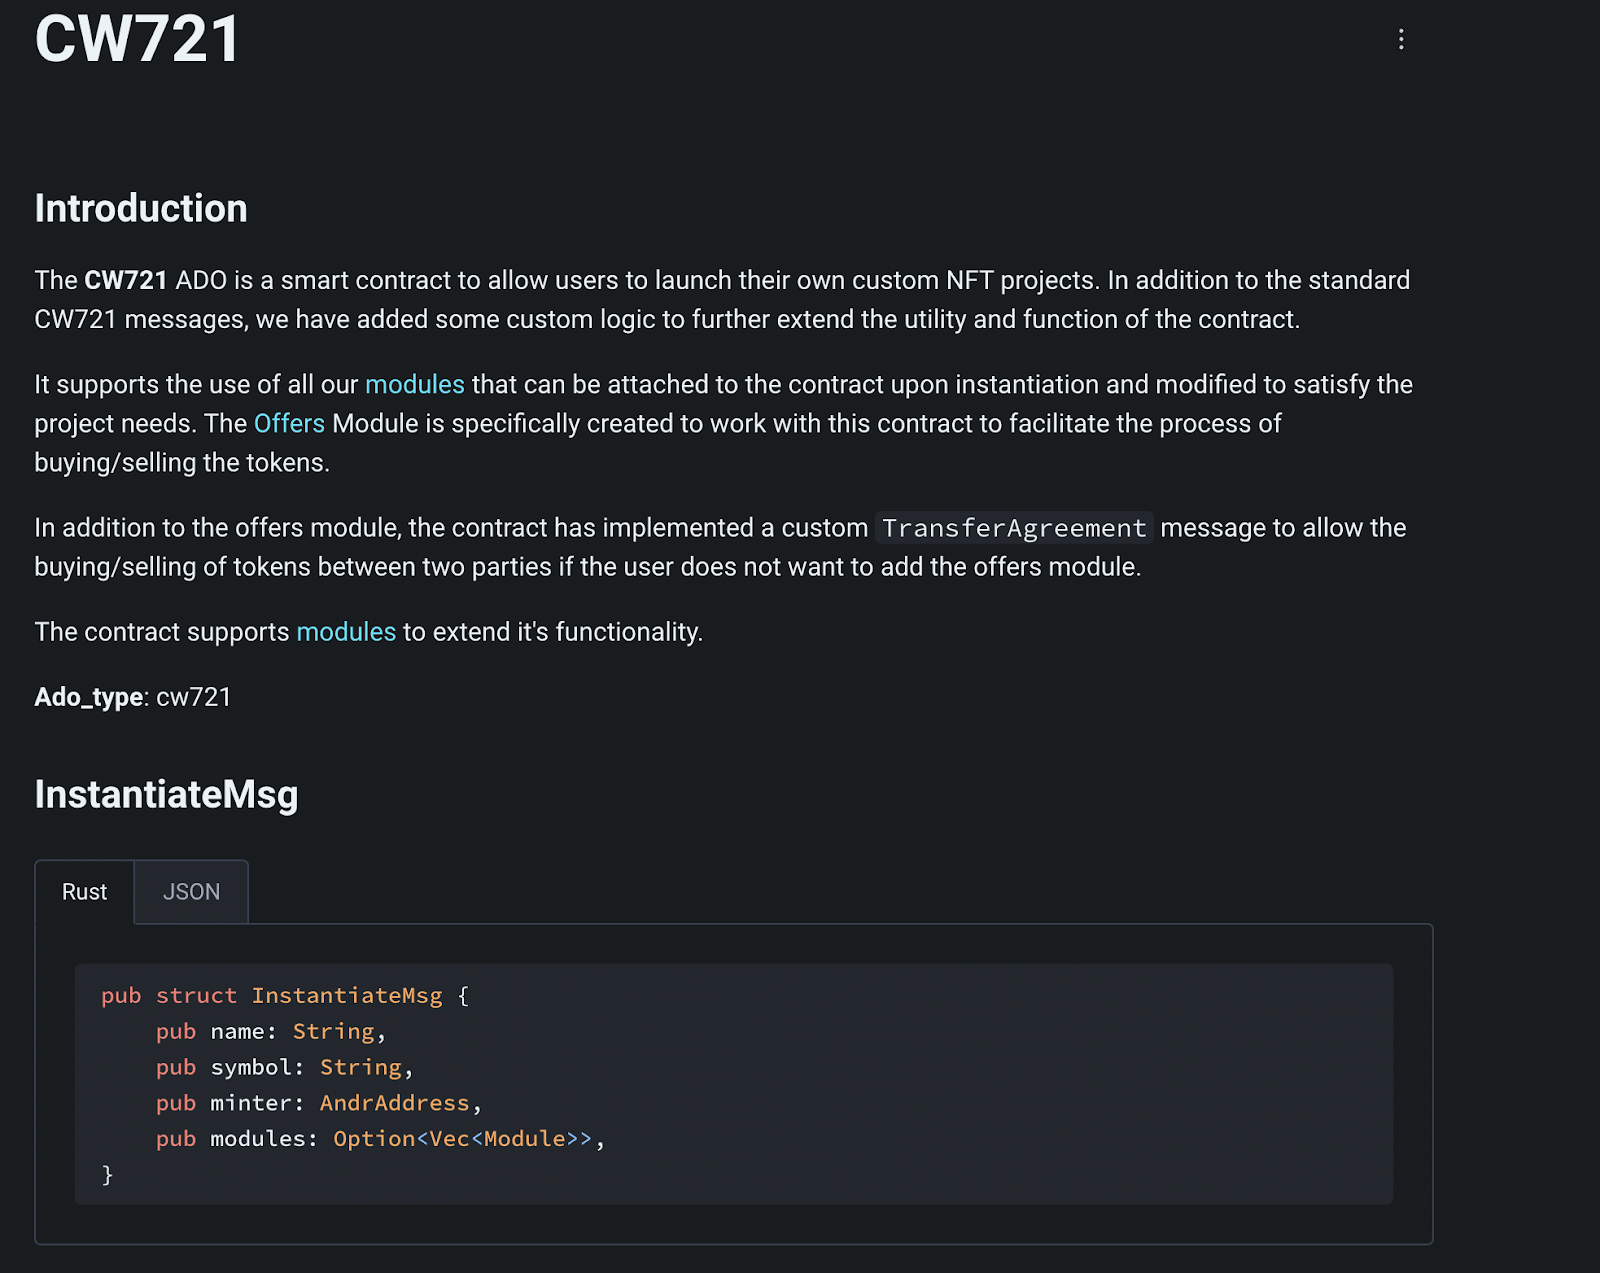 CW721
Introduction
The CW721 ADO is a smart contract to allow users to launch their own custom NFT projects. In addition to the standard
CW721 messages, we have added some custom logic to further extend the utility and function of the contract.
It supports the use of all our modules that can be attached to the contract upon instantiation and modified to satisfy the
project needs. The Offers Module is specifically created to work with this contract to facilitate the process of
buying/selling the tokens.
In addition to the offers module, the contract has implemented a custom TransferAgreement message to allow the
buying/selling of tokens between two parties if the user does not want to add the offers module.
The contract supports modules to extend it's functionality.
Ado_type: cw721
InstantiateMsg
Rust JSON
pub struct InstantiateMsg {
    pub name: String,
    pub symbol: String,
    pub minter: AndrAddress,
    pub modules: Option<Vec<Module>>,
}